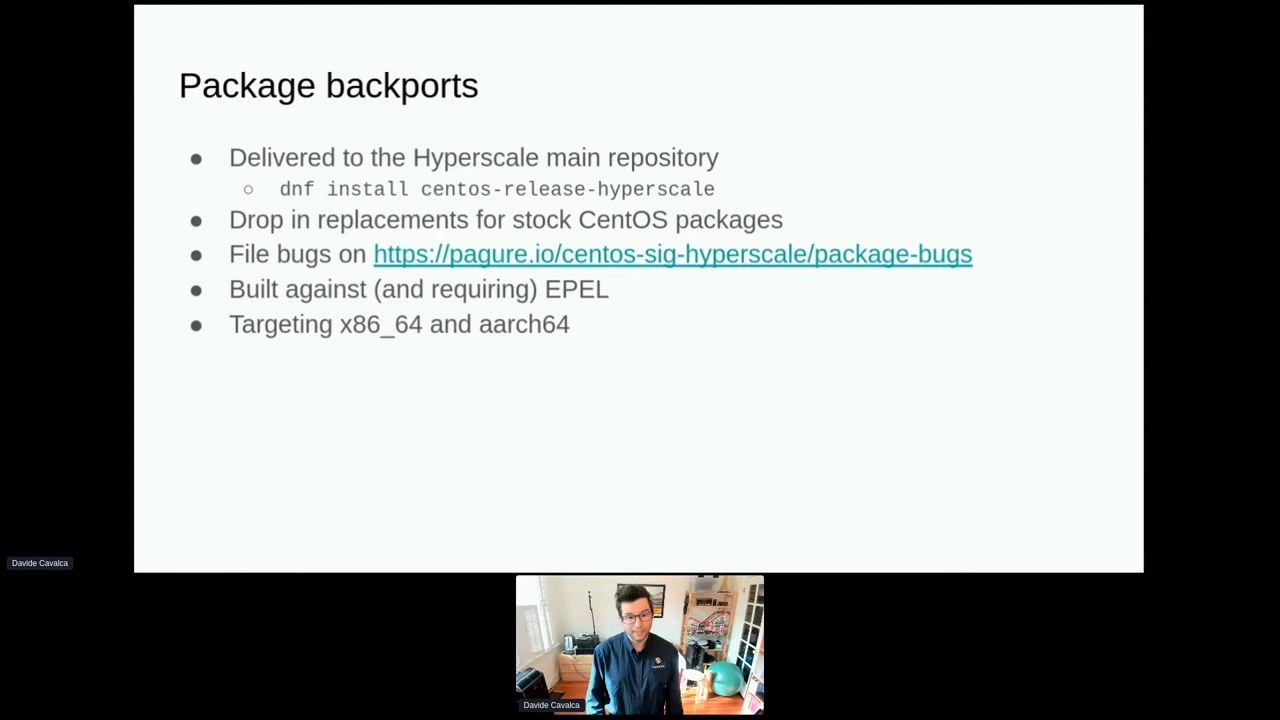 Package backports
● Delivered to the Hyperscale main repository
○ dnf install centos-release-hyperscale
● Drop in replacements for stock CentOS packages
● File bugs on https://pagure.io/centos-sig-hyperscale/package-bugs
● Built against (and requiring) EPEL
● Targeting x86_64 and aarch64
Davide Cavalca
Davide Cavalca